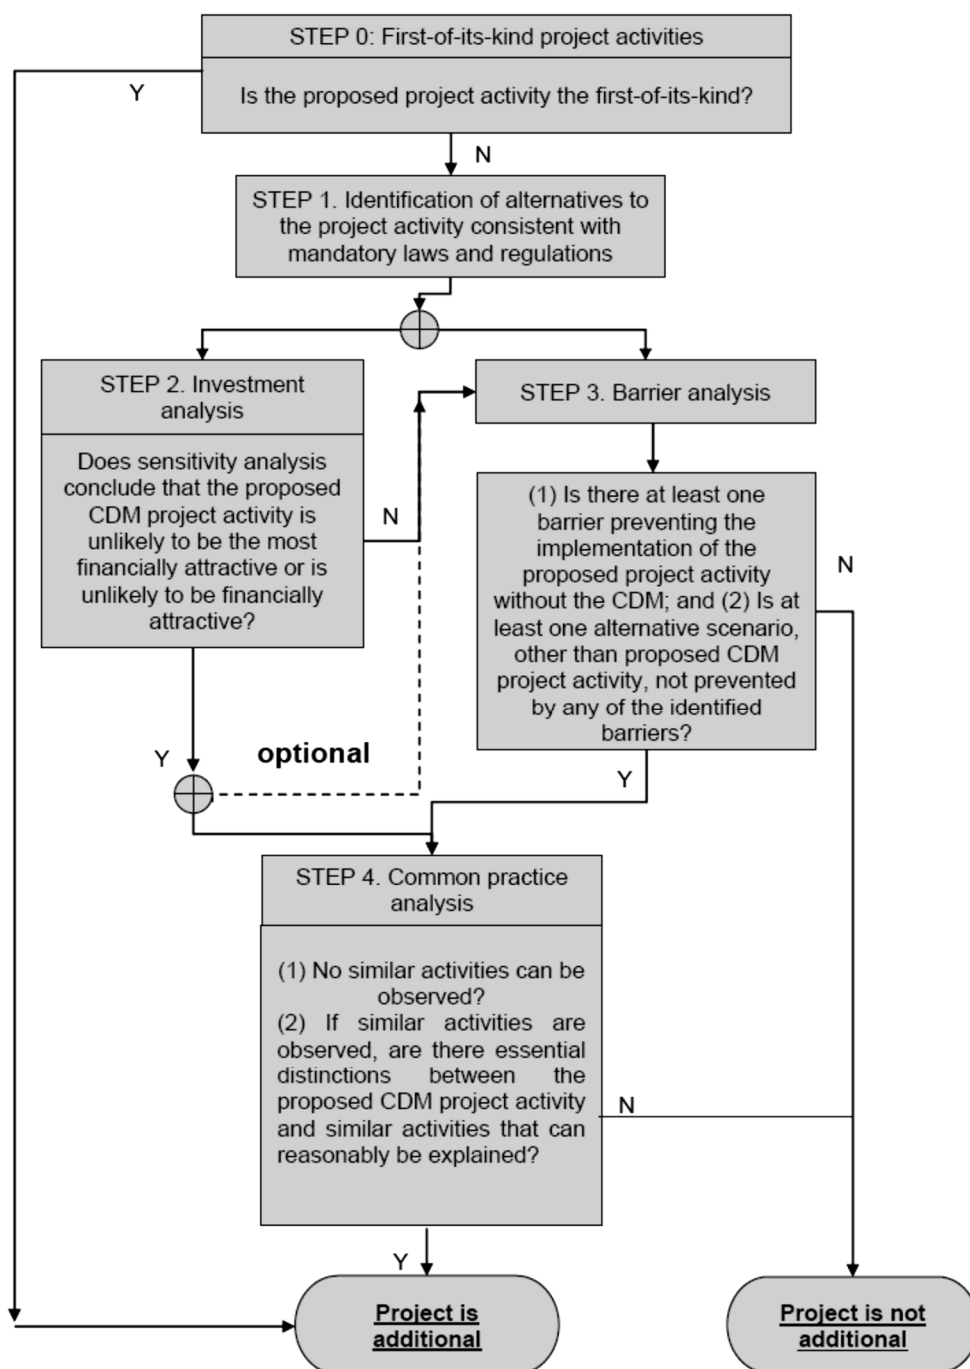 STEP 0: First-of-its-kind project activities
Is the proposed project activity the first-of-its-kind?
Y
N
STEP 1. Identification of alternatives to
the project activity consistent with
mandatory laws and regulations
STEP 2. Investment
analysis
Does sensitivity analysis
conclude that the proposed
CDM project activity is
unlikely to be the most
financially attractive or is
unlikely to be financially
attractive?
N
Y
optional
STEP 3. Barrier analysis
(1) Is there at least one
barrier preventing the
implementation of the
proposed project activity
without the CDM; and (2) Is at
least one alternative scenario,
other than proposed CDM
project activity, not prevented
by any of the identified
barriers?
N
Y
STEP 4. Common practice
analysis
(1) No similar activities can be
observed?
(2) If similar activities are
observed, are there essential
distinctions between the
proposed CDM project activity
and similar activities that can
reasonably be explained?
N
Y
Project is
additional
Project is not
additional